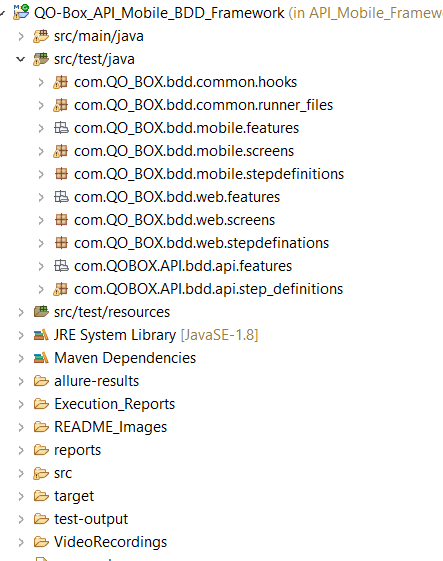 QO-Box_API_Mobile_BDD_Framework (in API_Mobile_Framew
src/main/java
src/test/java
com.QO_BOX.bdd.common.hooks
com.QO_BOX.bdd.common.runner_files
com.QO_BOX.bdd.mobile.features
com.QO_BOX.bdd.mobile.screens
com.QO_BOX.bdd.mobile.stepdefinitions
com.QO_BOX.bdd.web.features
com.QO_BOX.bdd.web.screens
com.QO_BOX.bdd.web.stepdefinations
com.QOBOX.API.bdd.api.features
com.QOBOX.API.bdd.api.step_definitions
src/test/resources
JRE System Library [JavaSE-1.8]
Maven Dependencies
allure-results
Execution_Reports
README_Images
reports
src
target
test-output
VideoRecordings